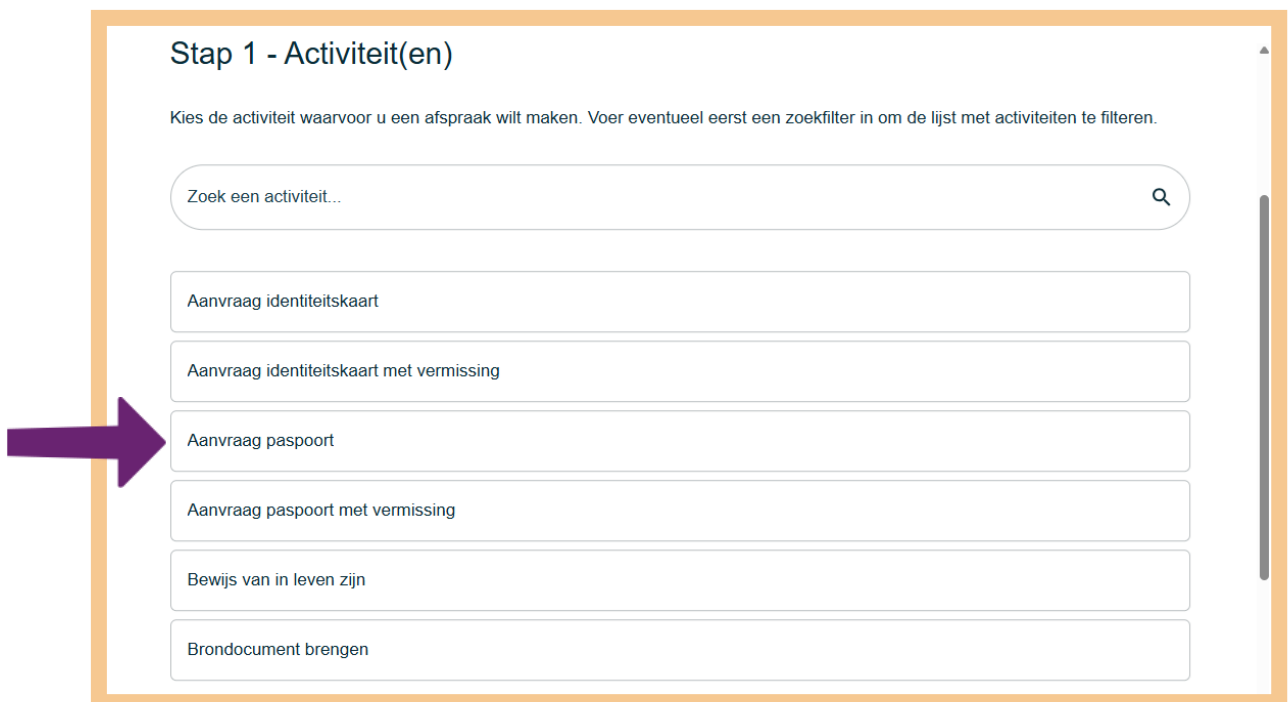 Stap 1 - Activiteit(en)
Kies de activiteit waarvoor u een afspraak wilt maken. Voer eventueel eerst een zoekfilter in om de lijst met activiteiten te filteren.
Zoek een activiteit...
Aanvraag identiteitskaart
Aanvraag identiteitskaart met vermissing
Aanvraag paspoort
Aanvraag paspoort met vermissing
Bewijs van in leven zijn
Brondocument brengen